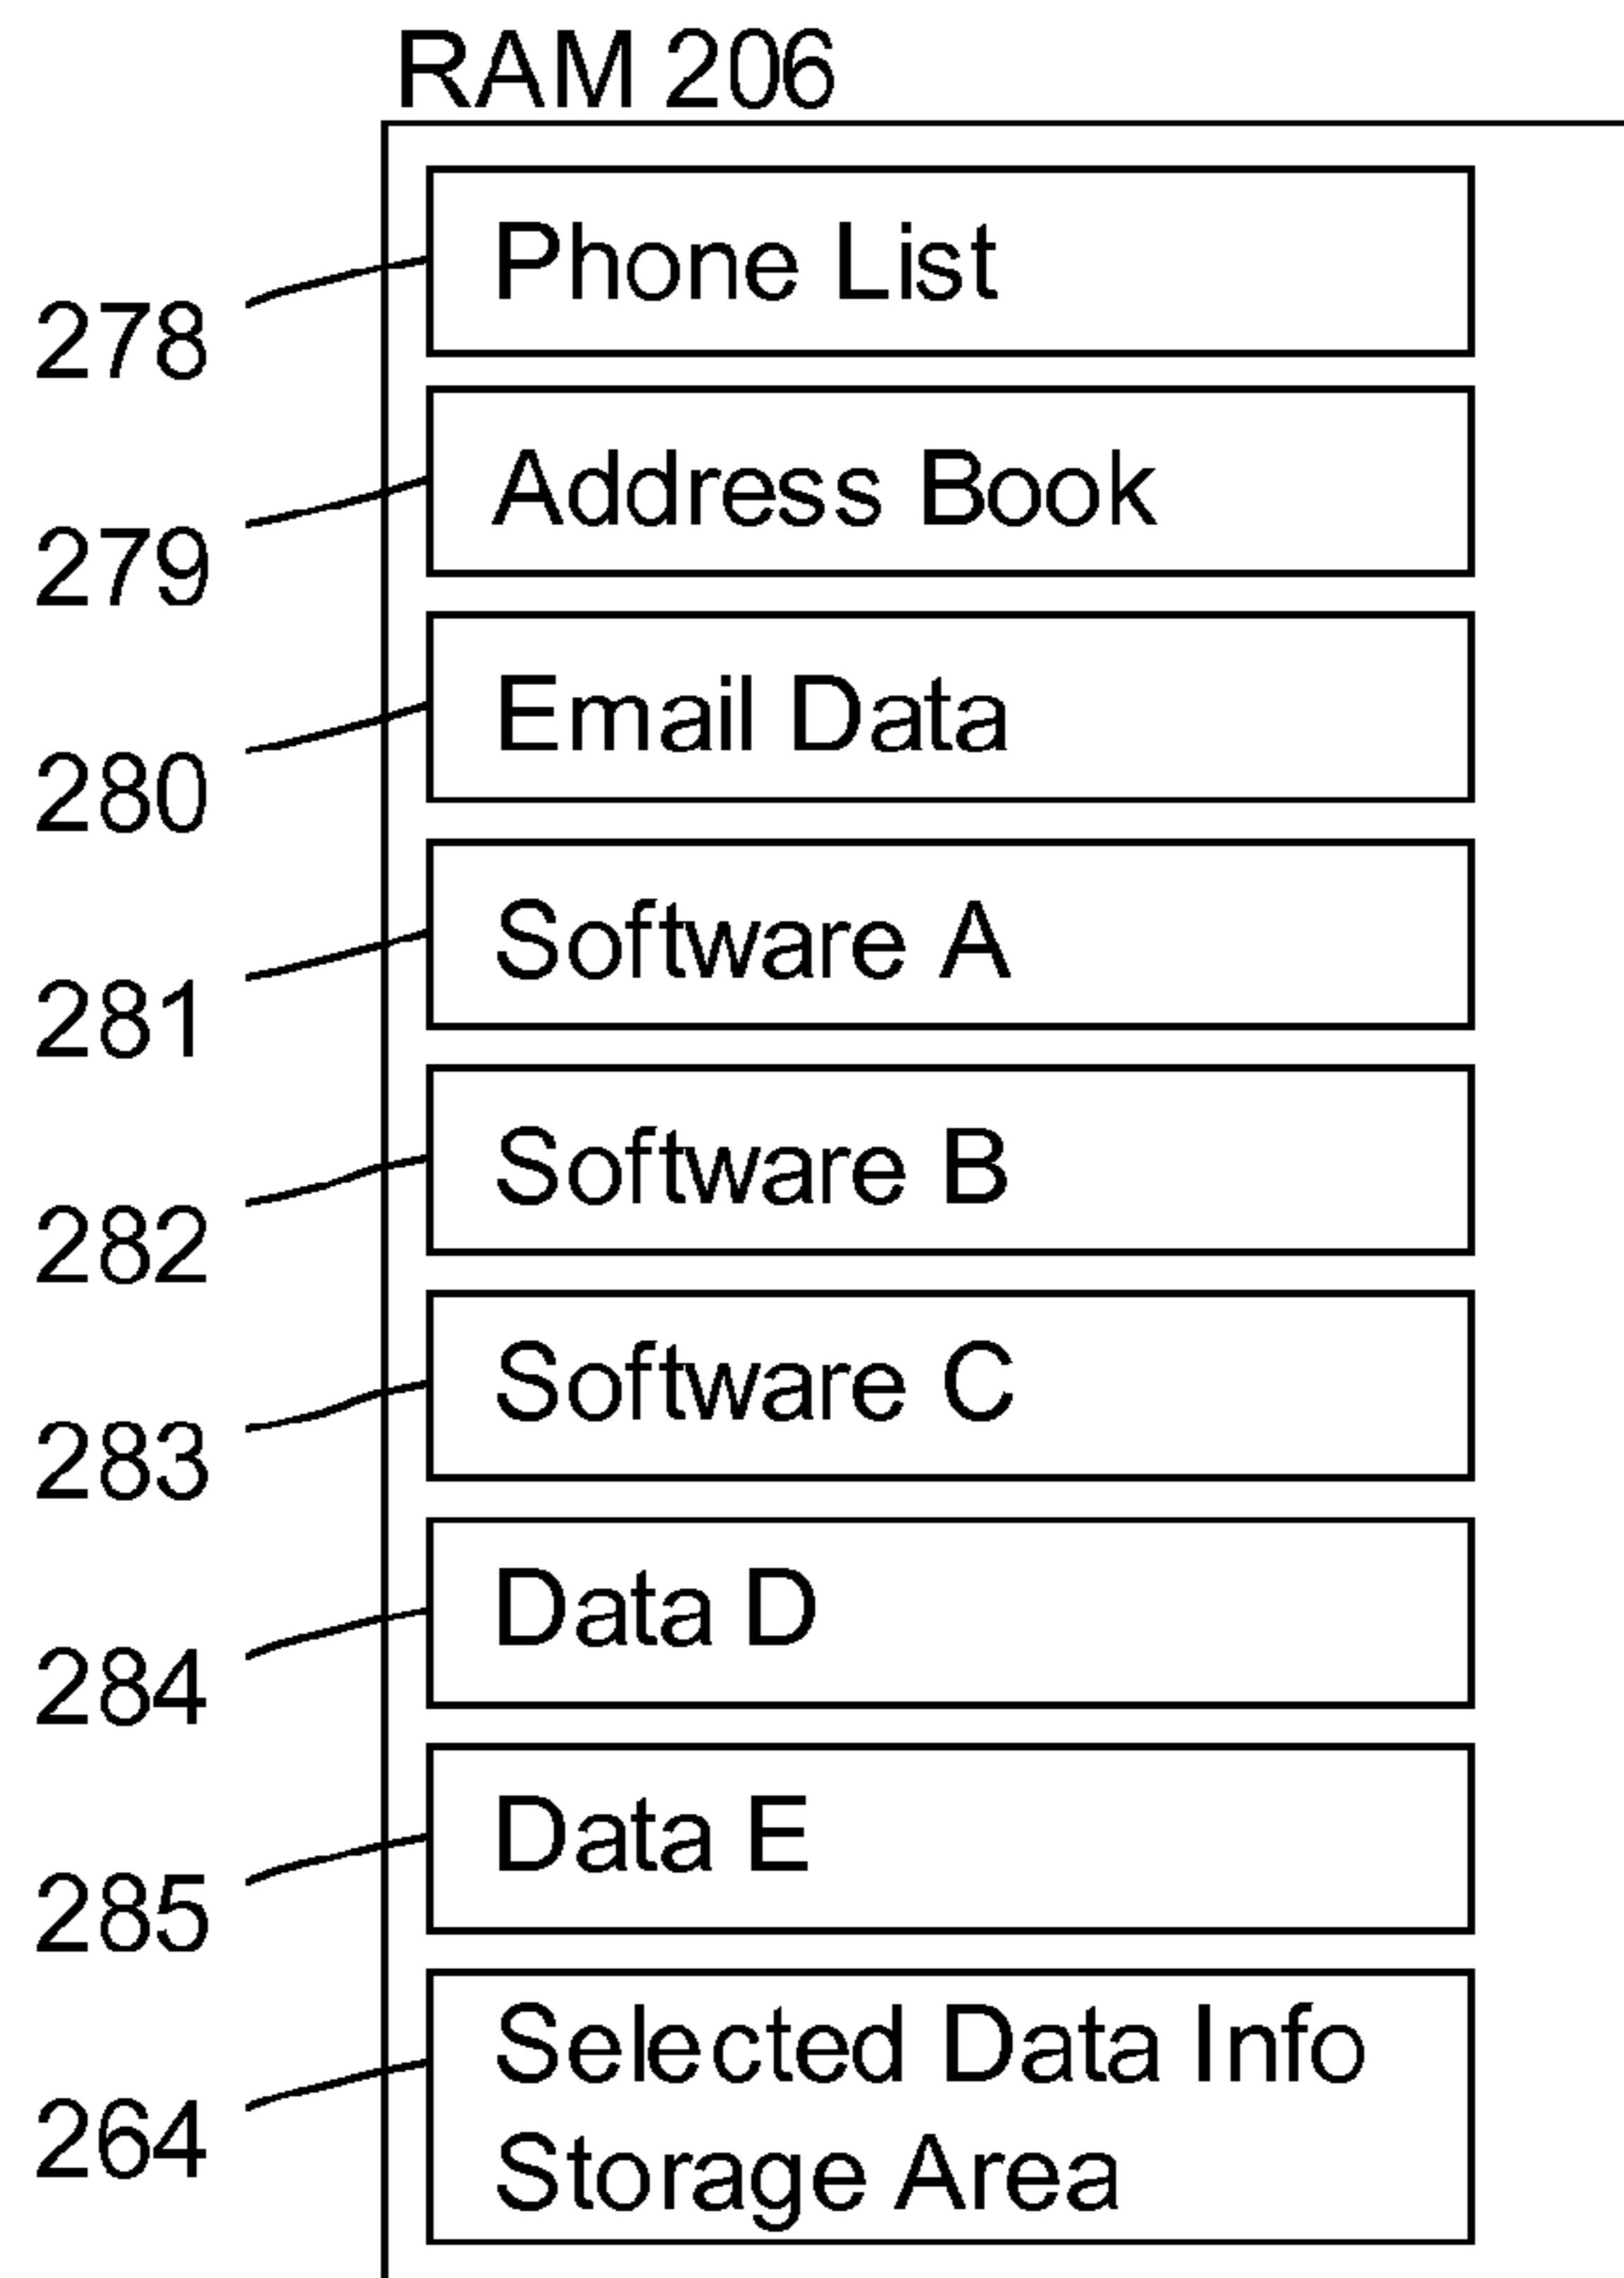 RAM 206
278 Phone List
279 Address Book
280 Email Data
281 Software A
282 Software B
283 Software C
284 Data D
285 Data E
264 Selected Data Info
Storage Area